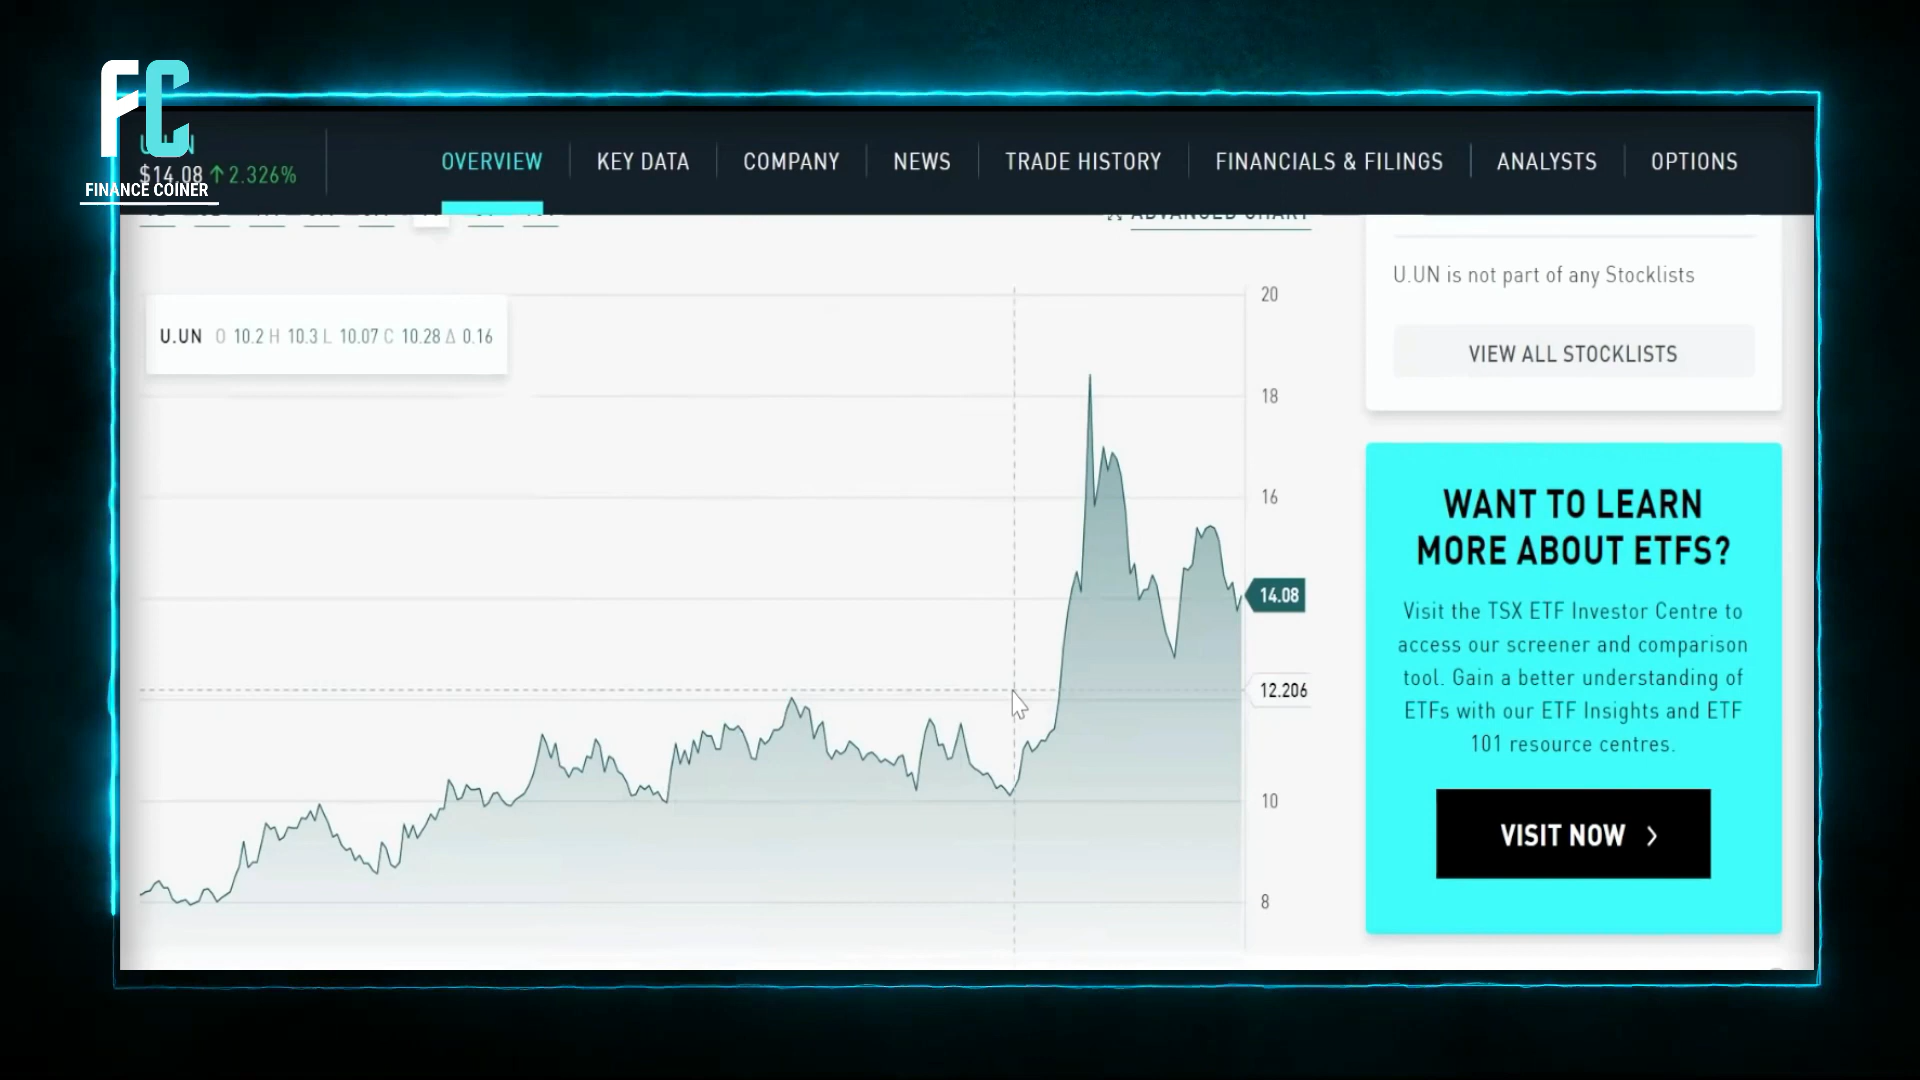 FC
$14.08 ↑ 2.326%
FINANCE COINER
OVERVIEW
KEY DATA
COMPANY
NEWS
TRADE HISTORY
FINANCIALS & FILINGS
ANALYSTS
OPTIONS
ADVANCED CHART
U.UN O 10.2 H 10.3 L 10.07 C 10.28 Δ 0.16
20
18
16
14.08
12.206
10
8
U.UN is not part of any Stocklists
VIEW ALL STOCKLISTS
WANT TO LEARN
MORE ABOUT ETFS?
Visit the TSX ETF Investor Centre to
access our screener and comparison
tool. Gain a better understanding of
ETFs with our ETF Insights and ETF
101 resource centres.
VISIT NOW >